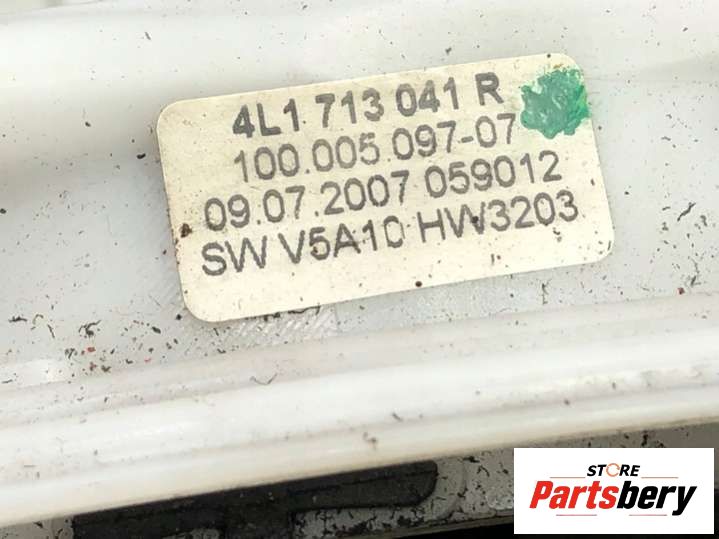 4L1 713 041 R
100.005.097-07
09.07.2007 059012
SW V5A10 HW3203
STORE
Partsbery